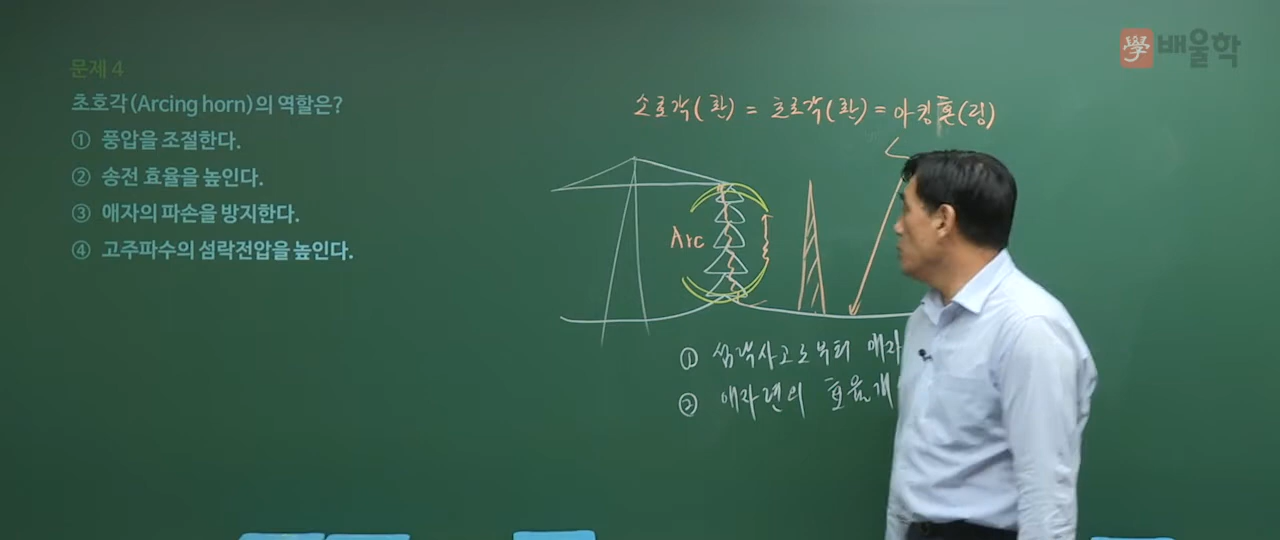 學 배울학
문제 4
초호각(Arcing horn)의 역할은?
① 풍압을 조절한다.
② 송전 효율을 높인다.
③ 애자의 파손을 방지한다.
④ 고주파수의 섬락전압을 높인다.
소호각(환) = 초호각(환) = 아킹혼(링)
Arc
① 섬락사고로부터 애자
② 애자련의 효율개